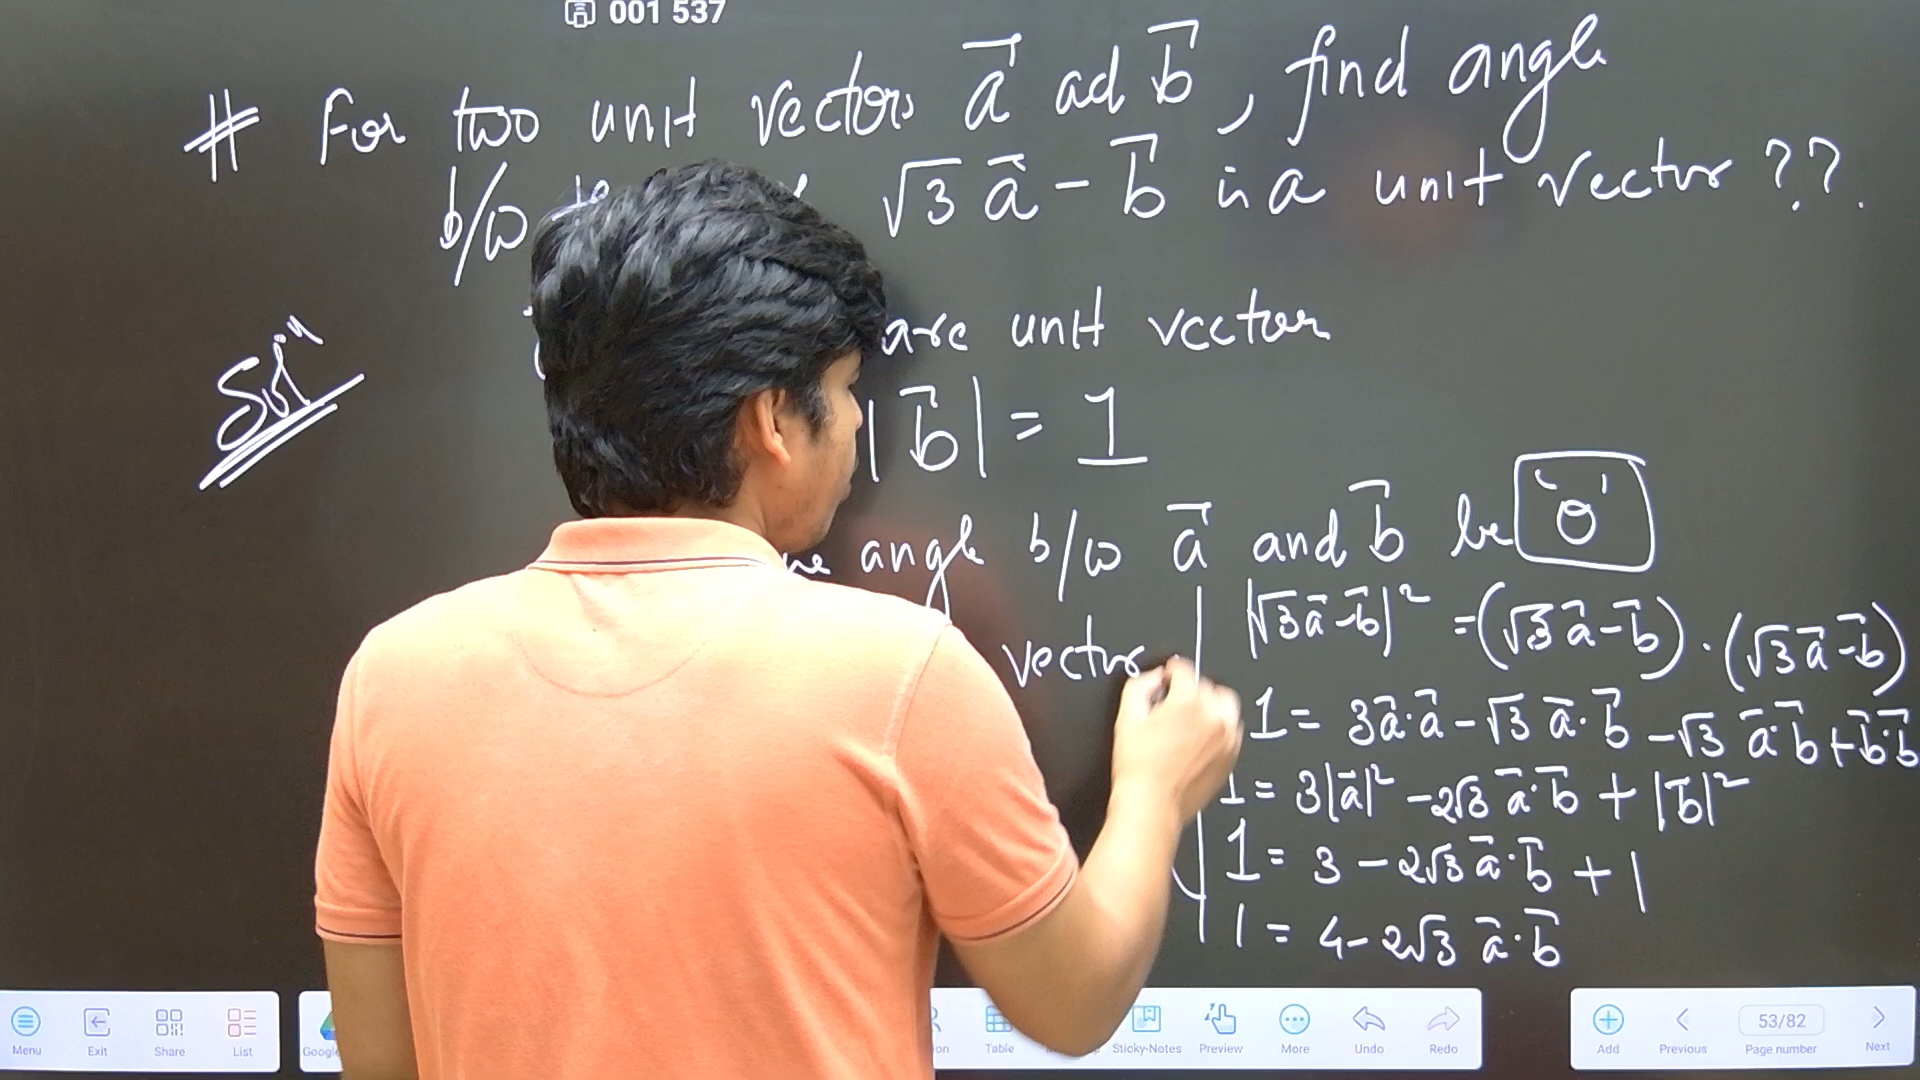 001 537
# For two unit vectors a⃗ ad b⃗, find angle
b/w √3 a⃗ - b⃗ is a unit vector ??.
Solⁿ
are unit vector
|b⃗| = 1
angle b/w a⃗ and b⃗ be 'θ'
vector
|√3a⃗-b⃗|² = (√3a⃗-b⃗)·(√3a⃗-b⃗)
1 = 3a⃗·a⃗ - √3 a⃗·b⃗ - √3 a⃗·b⃗ + b⃗·b⃗
1 = 3|a⃗|² - 2√3 a⃗·b⃗ + |b⃗|²
1 = 3 - 2√3 a⃗·b⃗ + 1
1 = 4 - 2√3 a⃗·b⃗
Menu Exit Share List Google Table Sticky-Notes Preview More Undo Redo Add Previous 53/82 Page number Next